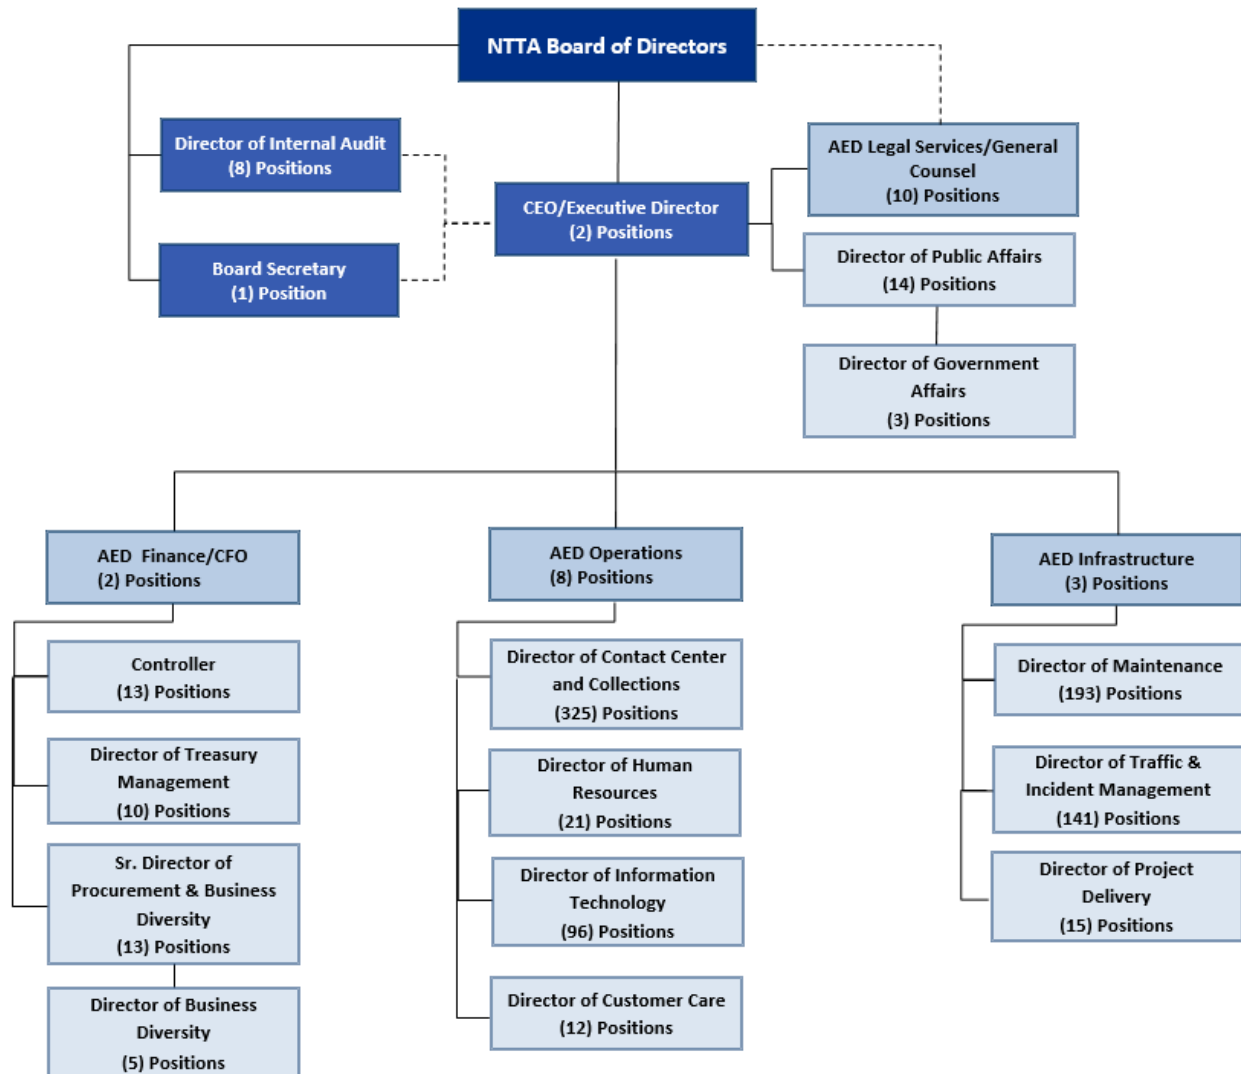 NTTA Board of Directors
Director of Internal Audit
(8) Positions
AED Legal Services/General
Counsel
(10) Positions
CEO/Executive Director
(2) Positions
Board Secretary
(1) Position
Director of Public Affairs
(14) Positions
Director of Government
Affairs
(3) Positions
AED Finance/CFO
(2) Positions
Controller
(13) Positions
Director of Treasury
Management
(10) Positions
Sr. Director of
Procurement & Business
Diversity
(13) Positions
Director of Business
Diversity
(5) Positions
AED Operations
(8) Positions
Director of Contact Center
and Collections
(325) Positions
Director of Human
Resources
(21) Positions
Director of Information
Technology
(96) Positions
Director of Customer Care
(12) Positions
AED Infrastructure
(3) Positions
Director of Maintenance
(193) Positions
Director of Traffic &
Incident Management
(141) Positions
Director of Project
Delivery
(15) Positions